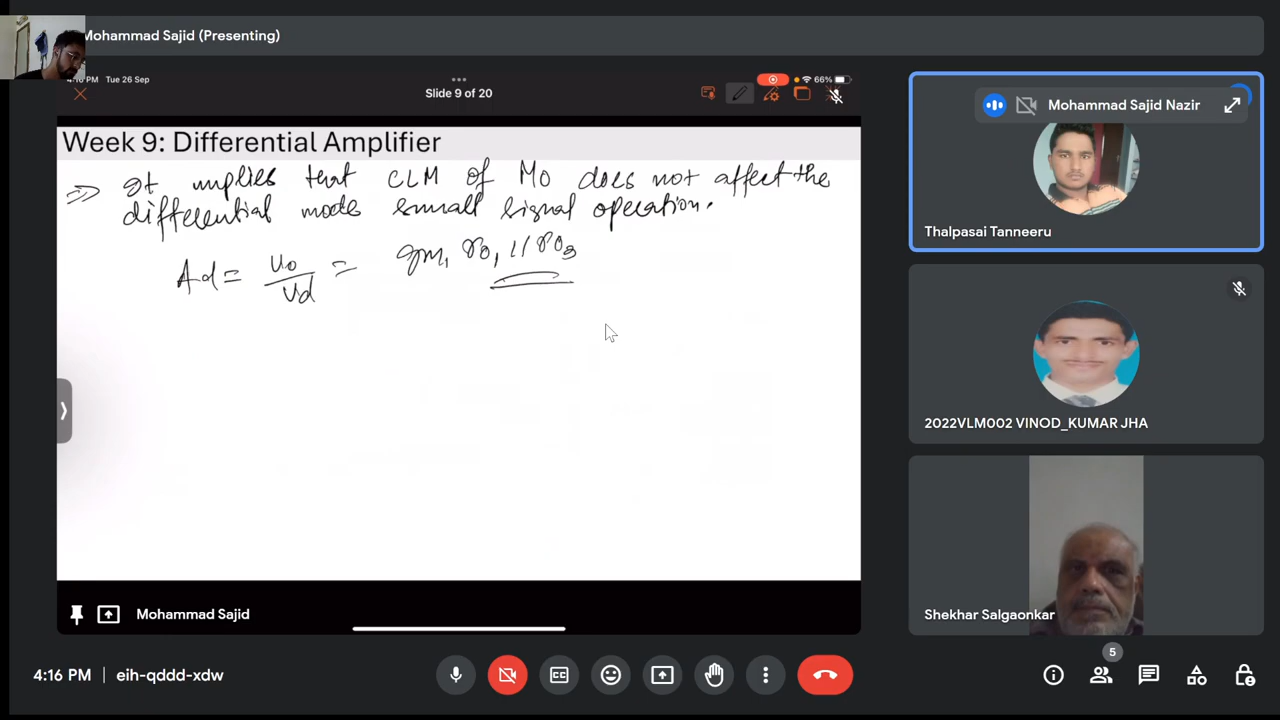 Mohammad Sajid (Presenting)
4:16 PM Tue 26 Sep
66%
Slide 9 of 20
Week 9: Differential Amplifier
=> It implies that CLM of M0 does not affect the
differential mode small signal operation.
Ad = vo/vd = gm1 ro1 // ro3
Mohammad Sajid
Mohammad Sajid Nazir
Thalpasai Tanneeru
2022VLM002 VINOD_KUMAR JHA
Shekhar Salgaonkar
4:16 PM | eih-qddd-xdw
5